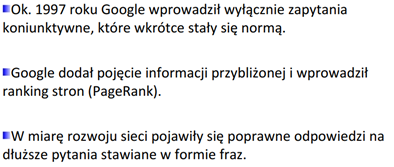 Ok. 1997 roku Google wprowadził wyłącznie zapytania
koniunktywne, które wkrótce stały się normą.
Google dodał pojęcie informacji przybliżonej i wprowadził
ranking stron (PageRank).
W miarę rozwoju sieci pojawiły się poprawne odpowiedzi na
dłuższe pytania stawiane w formie fraz.